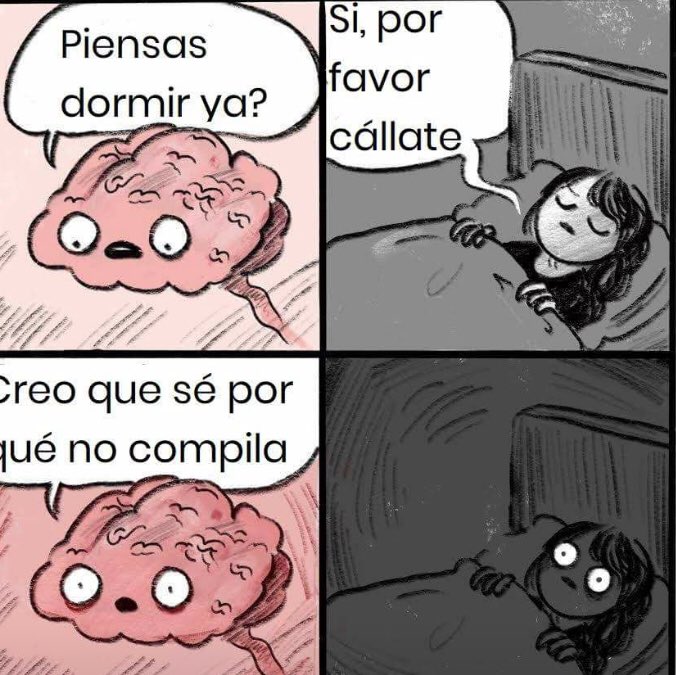 Piensas
dormir ya?
Si, por
favor
cállate
Creo que sé por
qué no compila